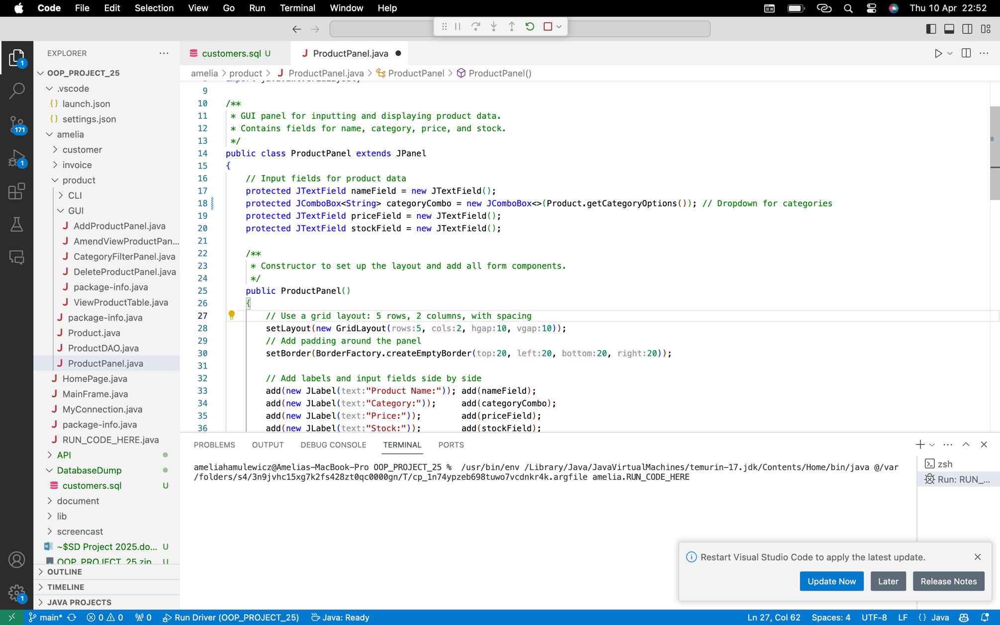 Code File Edit Selection View Go Run Terminal Window Help Thu 10 Apr 22:52
EXPLORER
customers.sql U
ProductPanel.java
1
171
1
1
OOP_PROJECT_25
.vscode
{} launch.json
{} settings.json
amelia
customer
invoice
product
CLI
GUI
J AddProductPanel.java
J AmendViewProductPan...
J CategoryFilterPanel.java
J DeleteProductPanel.java
J package-info.java
J ViewProductTable.java
J package-info.java
J Product.java
J ProductDAO.java
J ProductPanel.java
J HomePage.java
J MainFrame.java
J MyConnection.java
J package-info.java
J RUN_CODE_HERE.java
API
DatabaseDump
customers.sql U
document
lib
screencast
~$SD Project 2025.do... U
OOP_PROJECT_25.zip U
OUTLINE
TIMELINE
JAVA PROJECTS
amelia > product > J ProductPanel.java > ProductPanel > ProductPanel()
9
10 /**
11 * GUI panel for inputting and displaying product data.
12 * Contains fields for name, category, price, and stock.
13 */
14 public class ProductPanel extends JPanel
15 {
16 // Input fields for product data
17 protected JTextField nameField = new JTextField();
18 protected JComboBox<String> categoryCombo = new JComboBox<>(Product.getCategoryOptions()); // Dropdown for categories
19 protected JTextField priceField = new JTextField();
20 protected JTextField stockField = new JTextField();
21
22 /**
23 * Constructor to set up the layout and add all form components.
24 */
25 public ProductPanel()
26 {
27 // Use a grid layout: 5 rows, 2 columns, with spacing
28 setLayout(new GridLayout(rows:5, cols:2, hgap:10, vgap:10));
29 // Add padding around the panel
30 setBorder(BorderFactory.createEmptyBorder(top:20, left:20, bottom:20, right:20));
31
32 // Add labels and input fields side by side
33 add(new JLabel(text:"Product Name:")); add(nameField);
34 add(new JLabel(text:"Category:")); add(categoryCombo);
35 add(new JLabel(text:"Price:")); add(priceField);
36 add(new JLabel(text:"Stock:")); add(stockField);
PROBLEMS OUTPUT DEBUG CONSOLE TERMINAL PORTS
ameliahamulewicz@Amelias-MacBook-Pro OOP_PROJECT_25 % /usr/bin/env /Library/Java/JavaVirtualMachines/temurin-17.jdk/Contents/Home/bin/java @/var
/folders/s4/3n9jvhc15xg7k2fs428zt0qc0000gn/T/cp_1n74ypzeb698tuwo7vcdnkr4k.argfile amelia.RUN_CODE_HERE
zsh
Run: RUN_...
Restart Visual Studio Code to apply the latest update.
Update Now Later Release Notes
main* 0 0 0 Run Driver (OOP_PROJECT_25) Java: Ready Ln 27, Col 62 Spaces: 4 UTF-8 LF {} Java